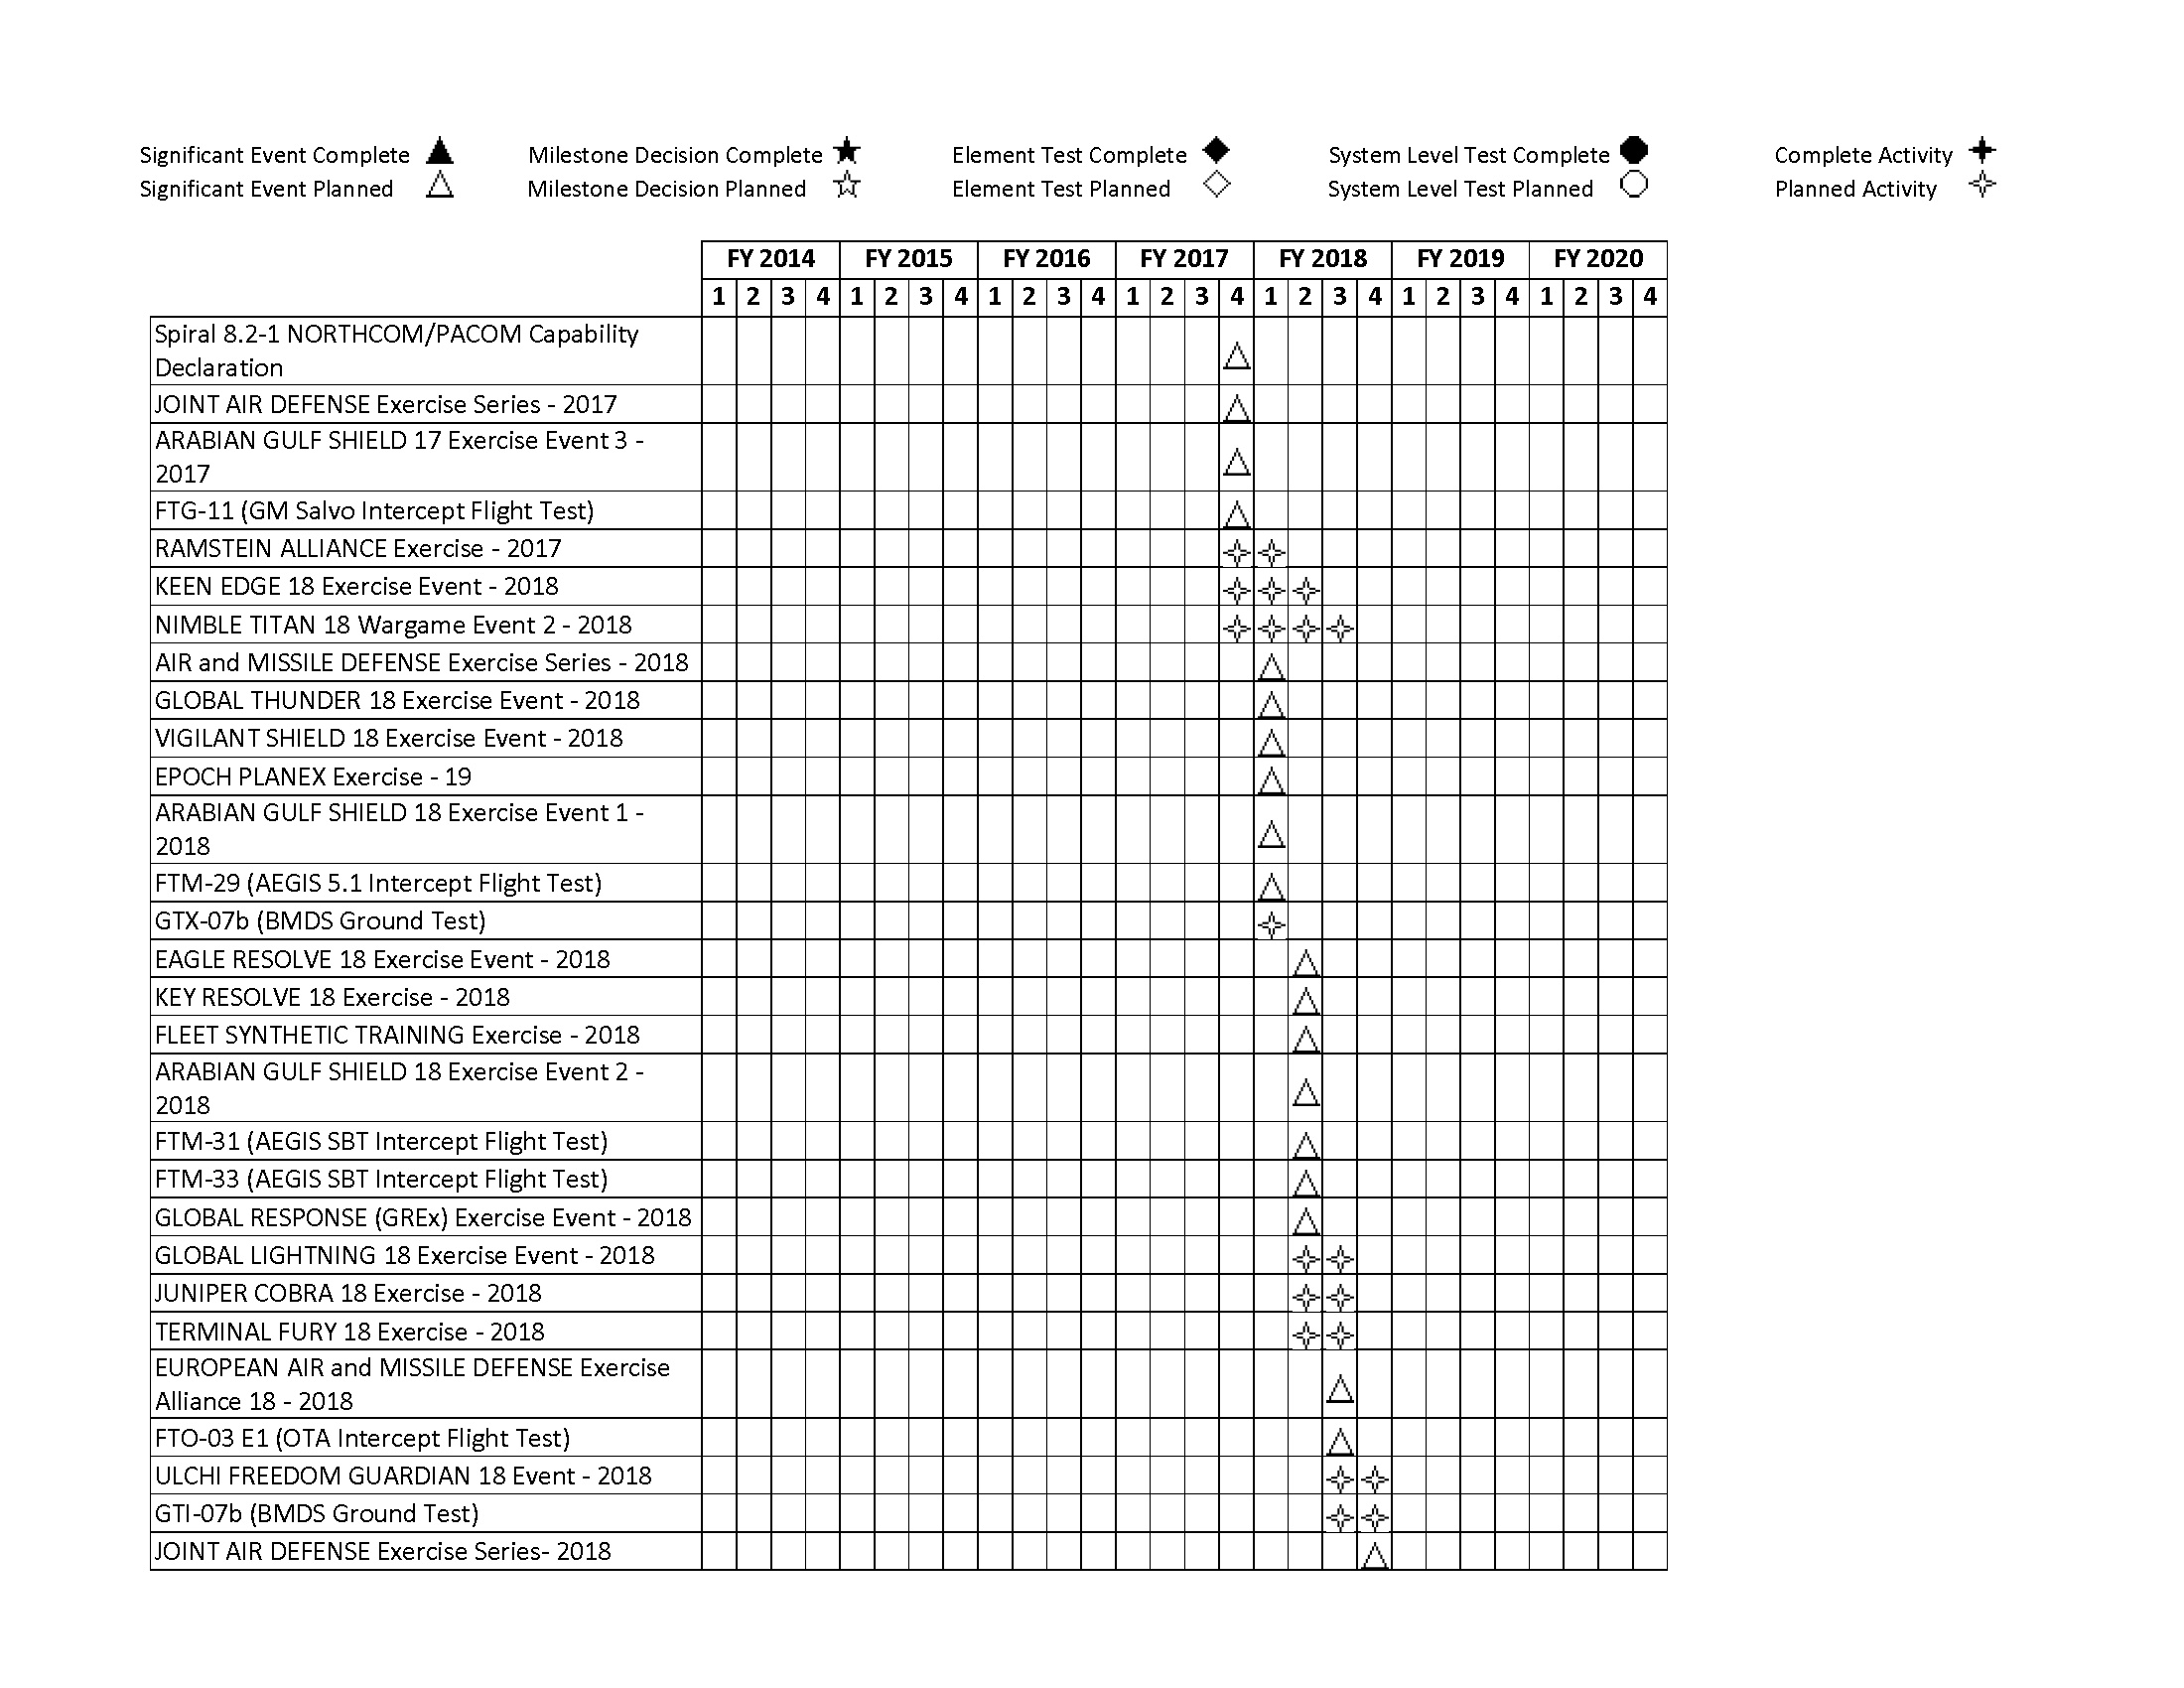 Significant Event Complete Milestone Decision Complete Element Test Complete System Level Test Complete Complete Activity
Significant Event Planned Milestone Decision Planned Element Test Planned System Level Test Planned Planned Activity
FY 2014 FY 2015 FY 2016 FY 2017 FY 2018 FY 2019 FY 2020
1 2 3 4 1 2 3 4 1 2 3 4 1 2 3 4 1 2 3 4 1 2 3 4 1 2 3 4
Spiral 8.2-1 NORTHCOM/PACOM Capability
Declaration
JOINT AIR DEFENSE Exercise Series - 2017
ARABIAN GULF SHIELD 17 Exercise Event 3 -
2017
FTG-11 (GM Salvo Intercept Flight Test)
RAMSTEIN ALLIANCE Exercise - 2017
KEEN EDGE 18 Exercise Event - 2018
NIMBLE TITAN 18 Wargame Event 2 - 2018
AIR and MISSILE DEFENSE Exercise Series - 2018
GLOBAL THUNDER 18 Exercise Event - 2018
VIGILANT SHIELD 18 Exercise Event - 2018
EPOCH PLANEX Exercise - 19
ARABIAN GULF SHIELD 18 Exercise Event 1 -
2018
FTM-29 (AEGIS 5.1 Intercept Flight Test)
GTX-07b (BMDS Ground Test)
EAGLE RESOLVE 18 Exercise Event - 2018
KEY RESOLVE 18 Exercise - 2018
FLEET SYNTHETIC TRAINING Exercise - 2018
ARABIAN GULF SHIELD 18 Exercise Event 2 -
2018
FTM-31 (AEGIS SBT Intercept Flight Test)
FTM-33 (AEGIS SBT Intercept Flight Test)
GLOBAL RESPONSE (GREx) Exercise Event - 2018
GLOBAL LIGHTNING 18 Exercise Event - 2018
JUNIPER COBRA 18 Exercise - 2018
TERMINAL FURY 18 Exercise - 2018
EUROPEAN AIR and MISSILE DEFENSE Exercise
Alliance 18 - 2018
FTO-03 E1 (OTA Intercept Flight Test)
ULCHI FREEDOM GUARDIAN 18 Event - 2018
GTI-07b (BMDS Ground Test)
JOINT AIR DEFENSE Exercise Series- 2018